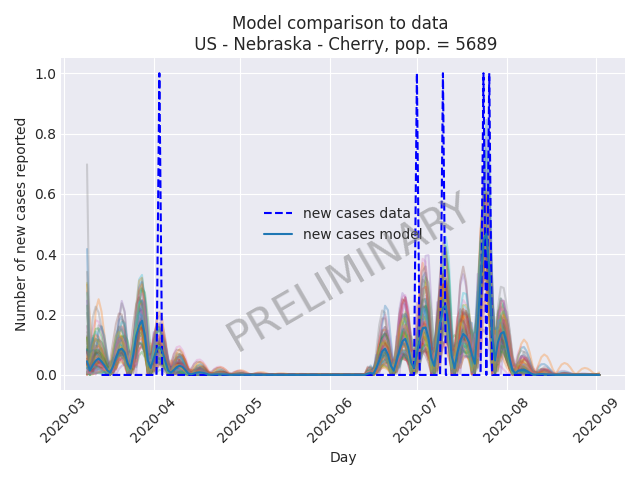 Model comparison to data
US - Nebraska - Cherry, pop. = 5689
Number of new cases reported
1.0
0.8
0.6
0.4
0.2
0.0
new cases data
new cases model
PRELIMINARY
2020-03
2020-04
2020-05
2020-06
2020-07
2020-08
2020-09
Day